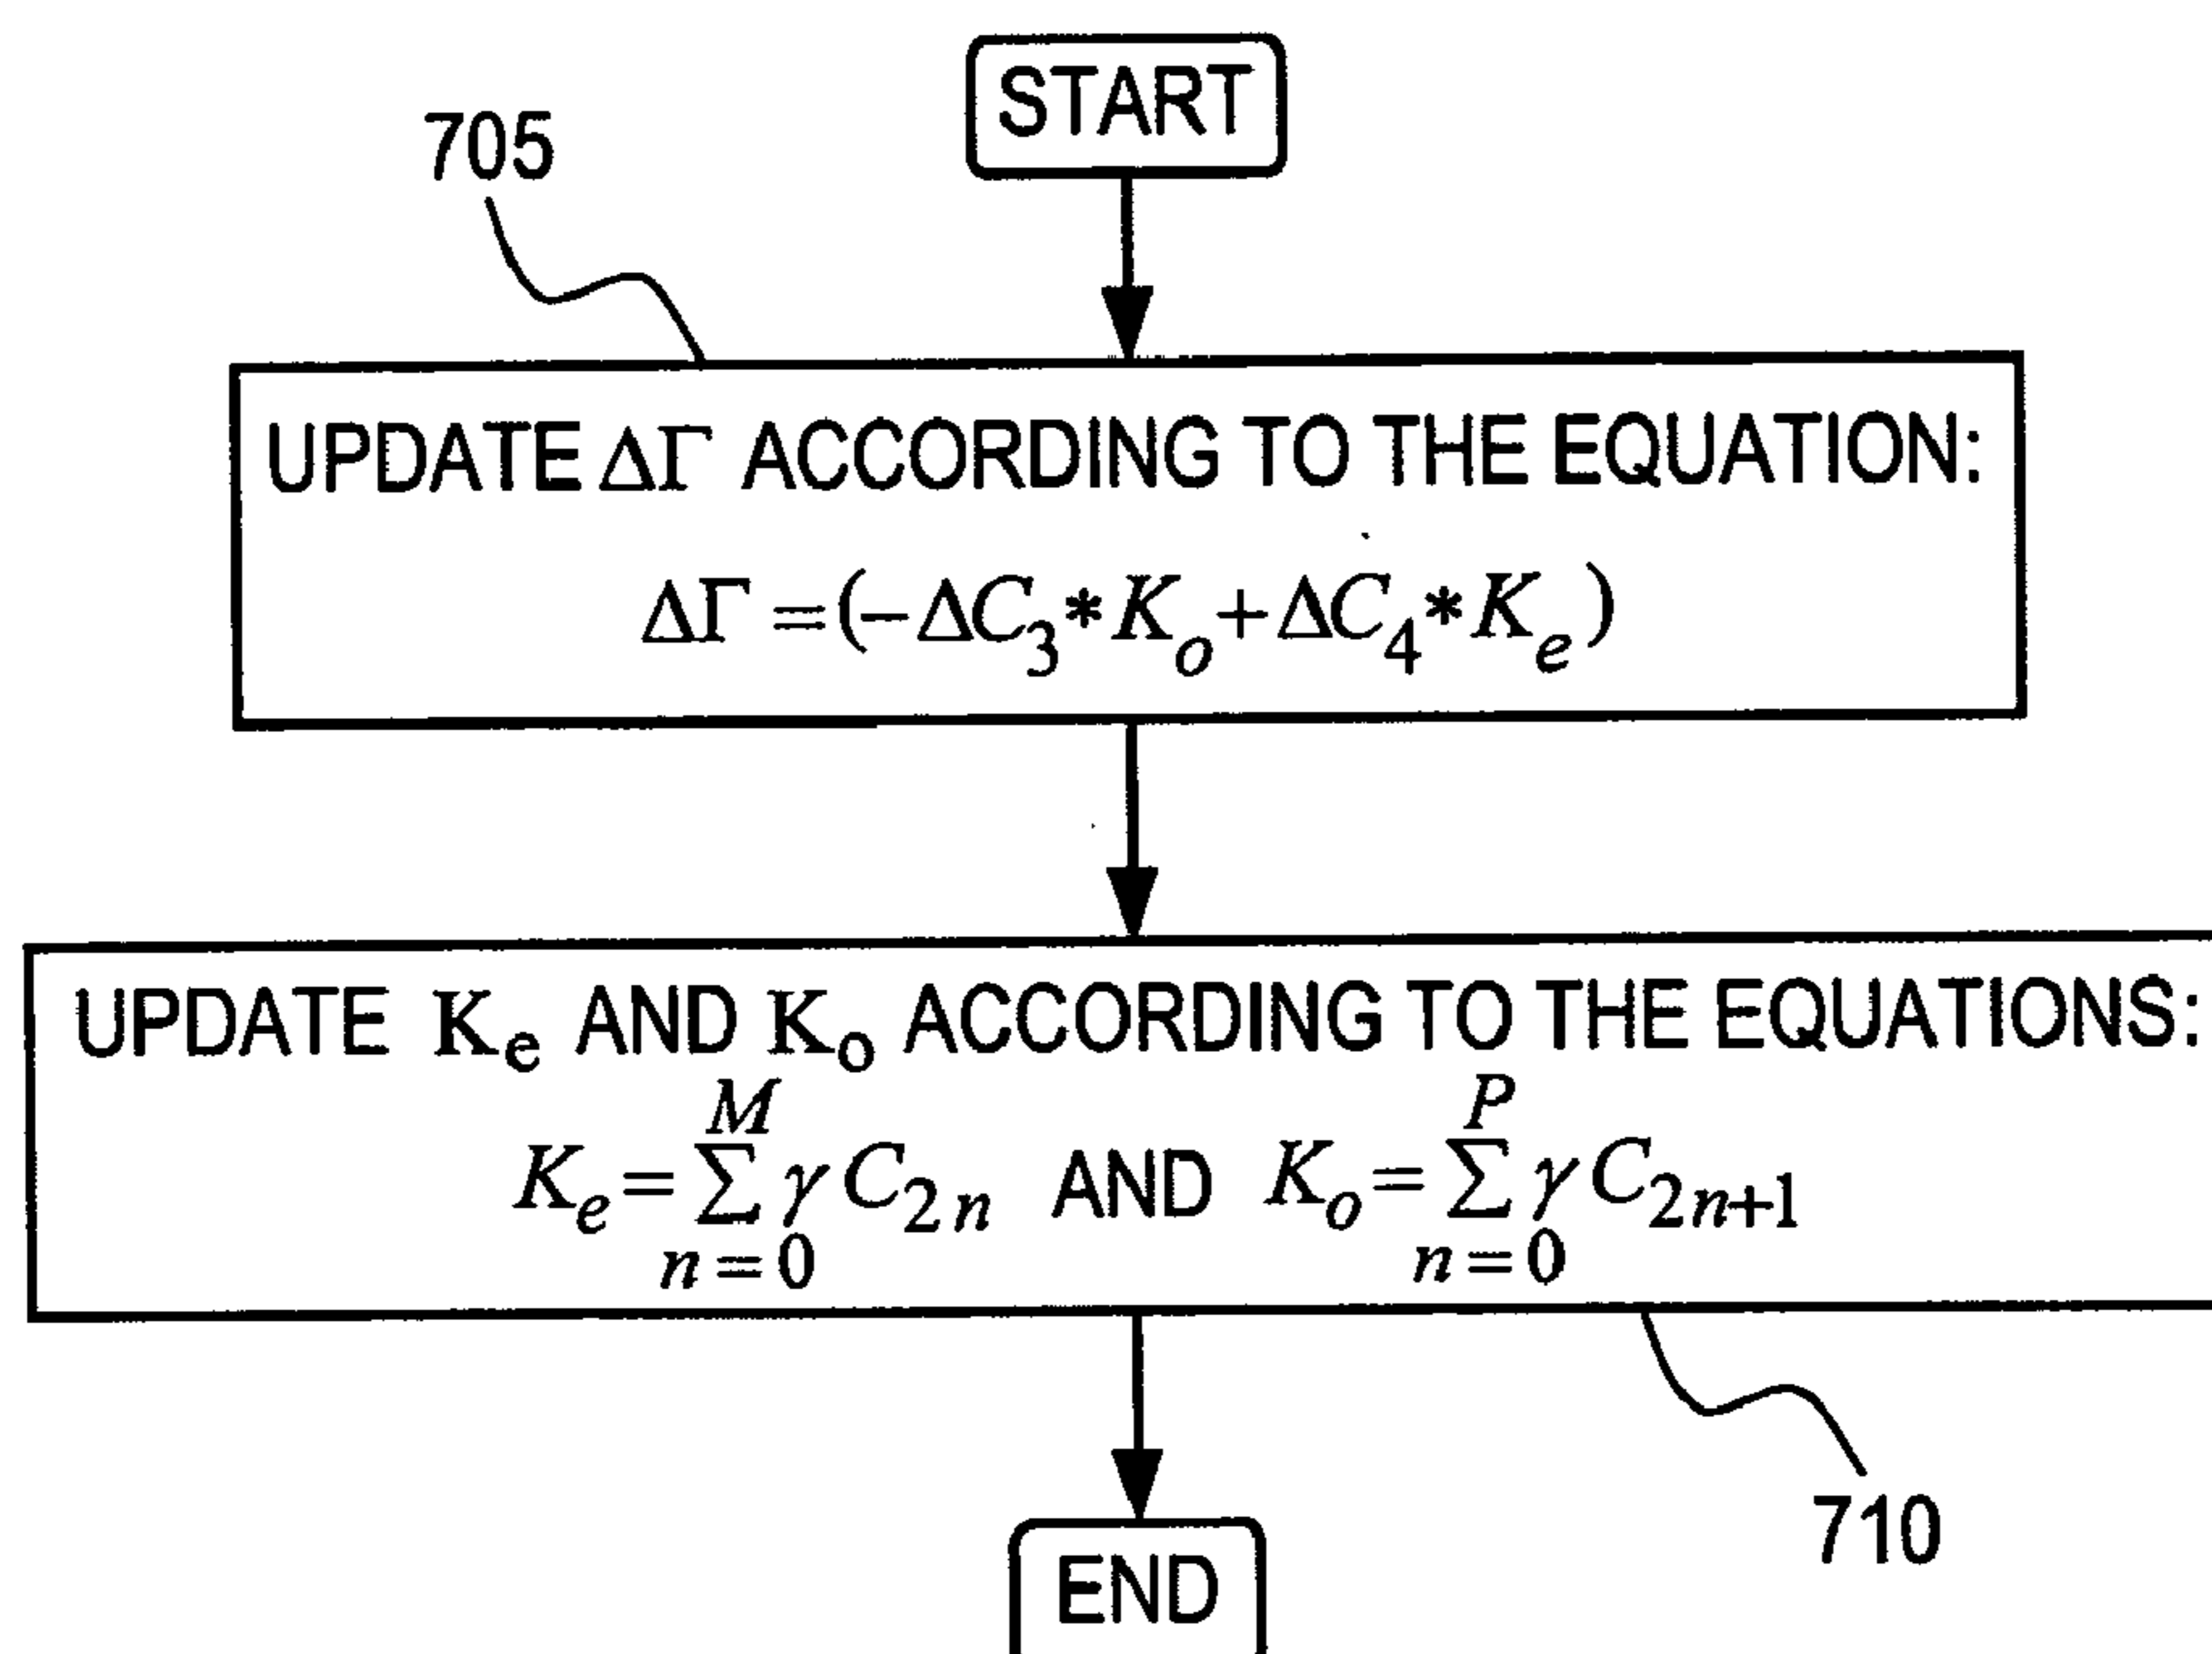 START
705
UPDATE ΔΓ ACCORDING TO THE EQUATION:
ΔΓ = (−ΔC₃*Kₒ+ΔC₄*Kₑ)
UPDATE Kₑ AND Kₒ ACCORDING TO THE EQUATIONS:
M P
Kₑ = Σ γ C₂ₙ AND Kₒ = Σ γ C₂ₙ₊₁
n=0 n=0
710
END